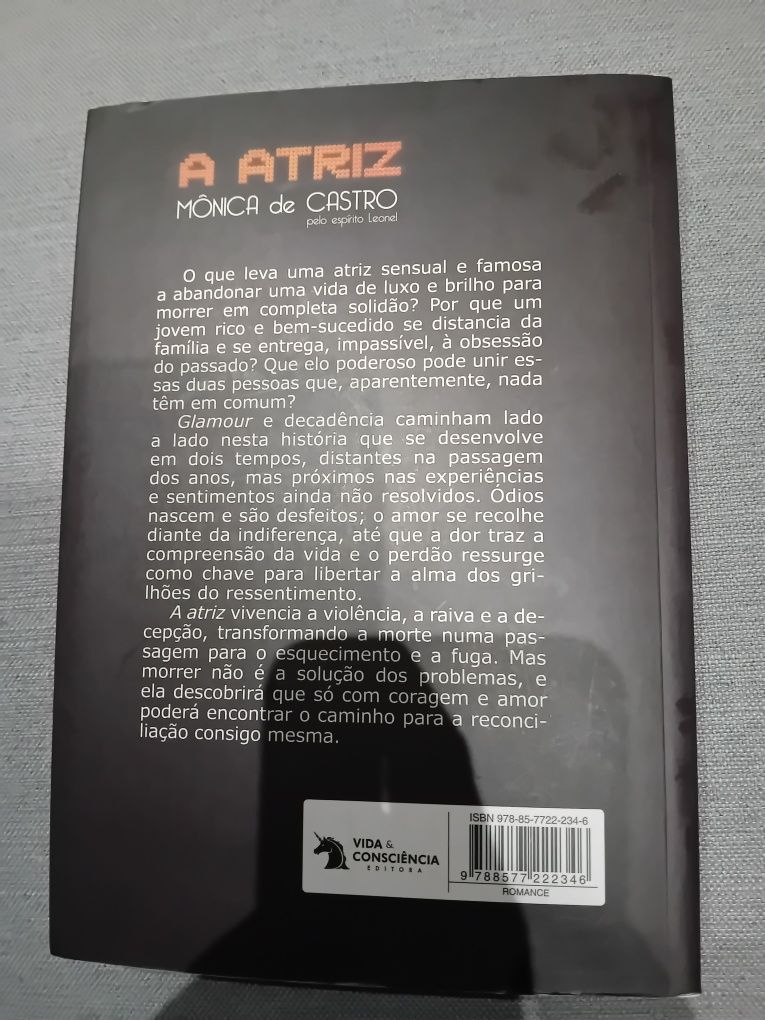 A ATRIZ
MÔNICA de CASTRO
pelo espírito Leonel
O que leva uma atriz sensual e famosa
a abandonar uma vida de luxo e brilho para
morrer em completa solidão? Por que um
jovem rico e bem-sucedido se distancia da
família e se entrega, impassível, à obsessão
do passado? Que elo poderoso pode unir es-
sas duas pessoas que, aparentemente, nada
têm em comum?
Glamour e decadência caminham lado
a lado nesta história que se desenvolve
em dois tempos, distantes na passagem
dos anos, mas próximos nas experiências
e sentimentos ainda não resolvidos. Ódios
nascem e são desfeitos; o amor se recolhe
diante da indiferença, até que a dor traz a
compreensão da vida e o perdão ressurge
como chave para libertar a alma dos gri-
lhões do ressentimento.
A atriz vivencia a violência, a raiva e a de-
cepção, transformando a morte numa pas-
sagem para o esquecimento e a fuga. Mas
morrer não é a solução dos problemas, e
ela descobrirá que só com coragem e amor
poderá encontrar o caminho para a reconci-
liação consigo mesma.
VIDA &
CONSCIÊNCIA
EDITORA
ISBN 978-85-7722-234-6
9 788577 222346
ROMANCE